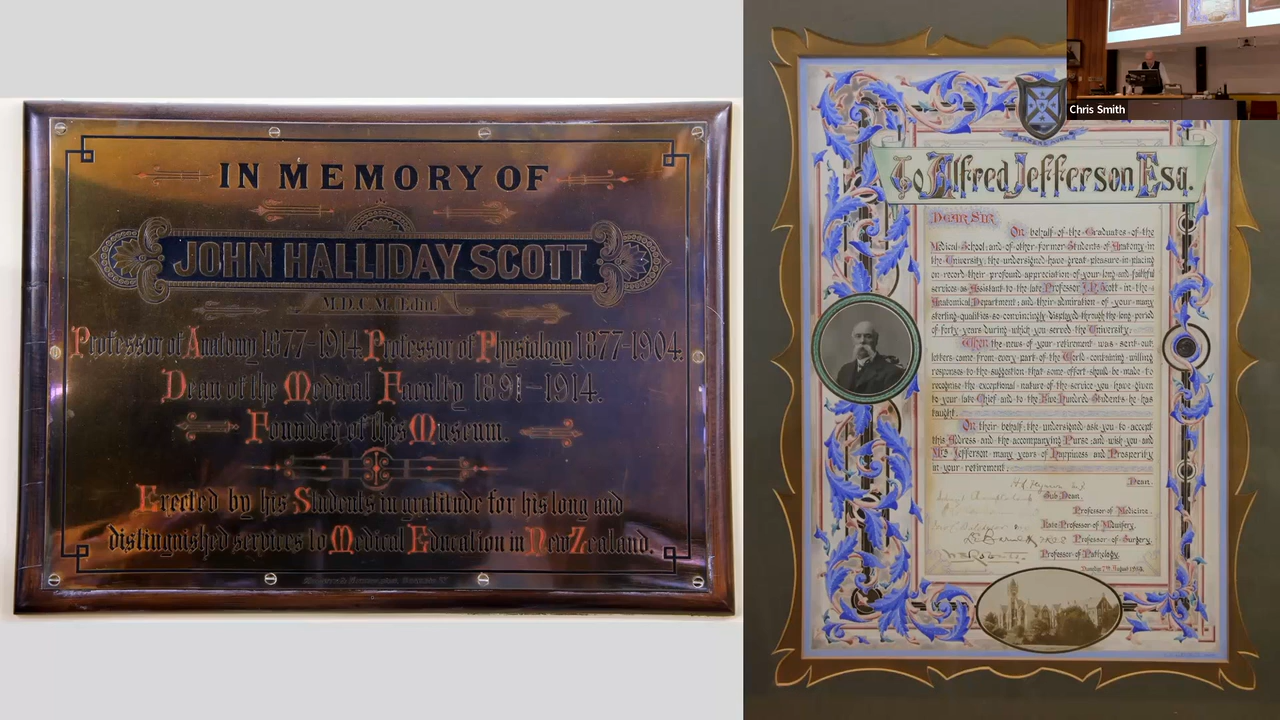 IN MEMORY OF
JOHN HALLIDAY SCOTT
M.D.C.M. Edin.
Professor of Anatomy 1877-1914. Professor of Physiology 1877-1904.
Dean of the Medical Faculty 1891-1914.
Founder of this Museum.
Erected by his Students in gratitude for his long and
distinguished services to Medical Education in New Zealand.
Chris Smith
To Alfred Jefferson Esq.
Dear Sir
On behalf of the Graduates of the
Medical School and of other former Students of Anatomy in
the University, the undersigned have great pleasure in placing
on record their profound appreciation of your long and faithful
services as Assistant to the late Professor Scott in the
Anatomical Department; and their admiration of your many
sterling qualities so convincingly displayed through the long period
of forty years during which you served the University.
When the news of your retirement was sent out,
letters came from every part of the World containing willing
responses to the suggestion that some effort should be made to
recognise the exceptional nature of the service you have given
to your late Chief and to the Five Hundred Students he has
taught.
On their behalf the undersigned ask you to accept
this Address and the accompanying Purse and wish you and
Mrs Jefferson many years of Happiness and Prosperity
in your retirement.
Dean.
Sub Dean.
Professor of Medicine.
Late Professor of Midwifery.
Professor of Surgery.
Professor of Pathology.